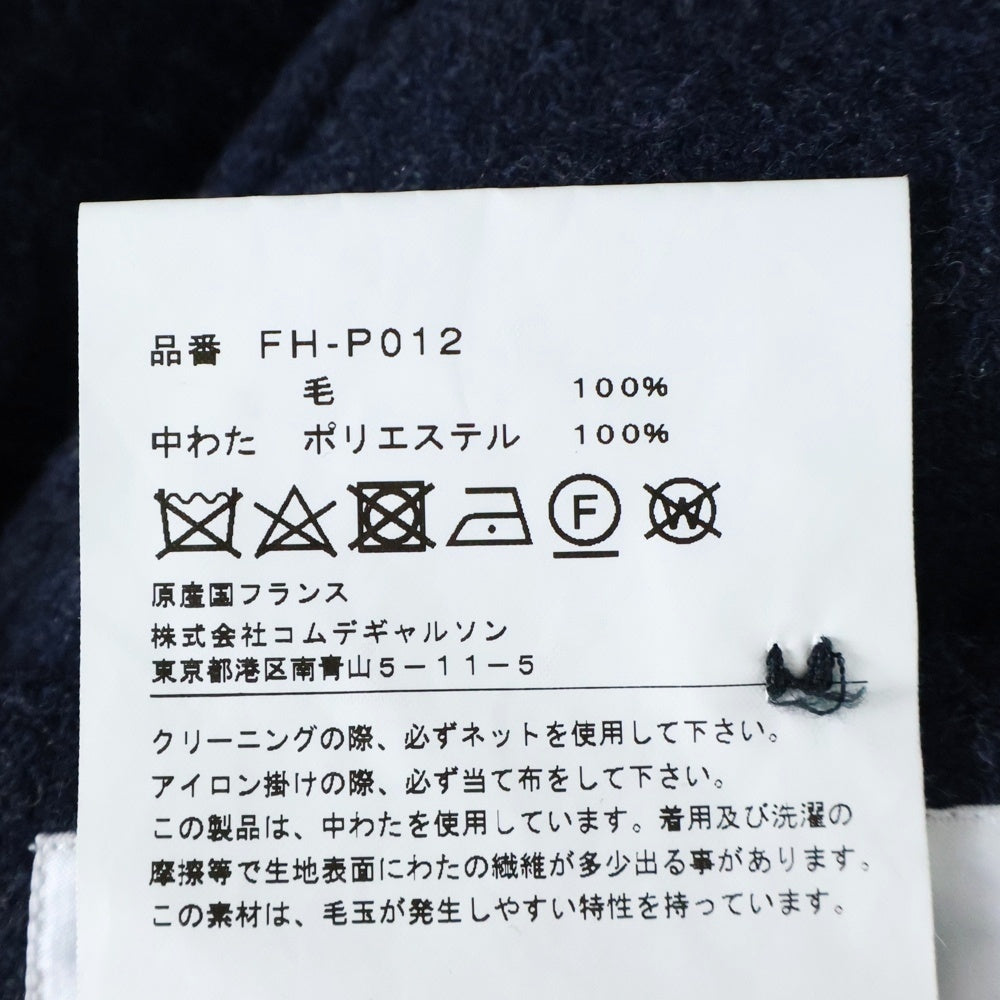 品番 FH-P012
毛 100%
中わた ポリエステル 100%
F W
原産国フランス
株式会社コムデギャルソン
東京都港区南青山5-11-5
クリーニングの際、必ずネットを使用して下さい。
アイロン掛けの際、必ず当て布をして下さい。
この製品は、中わたを使用しています。着用及び洗濯の
摩擦等で生地表面にわたの繊維が多少出る事があります。
この素材は、毛玉が発生しやすい特性を持っています。